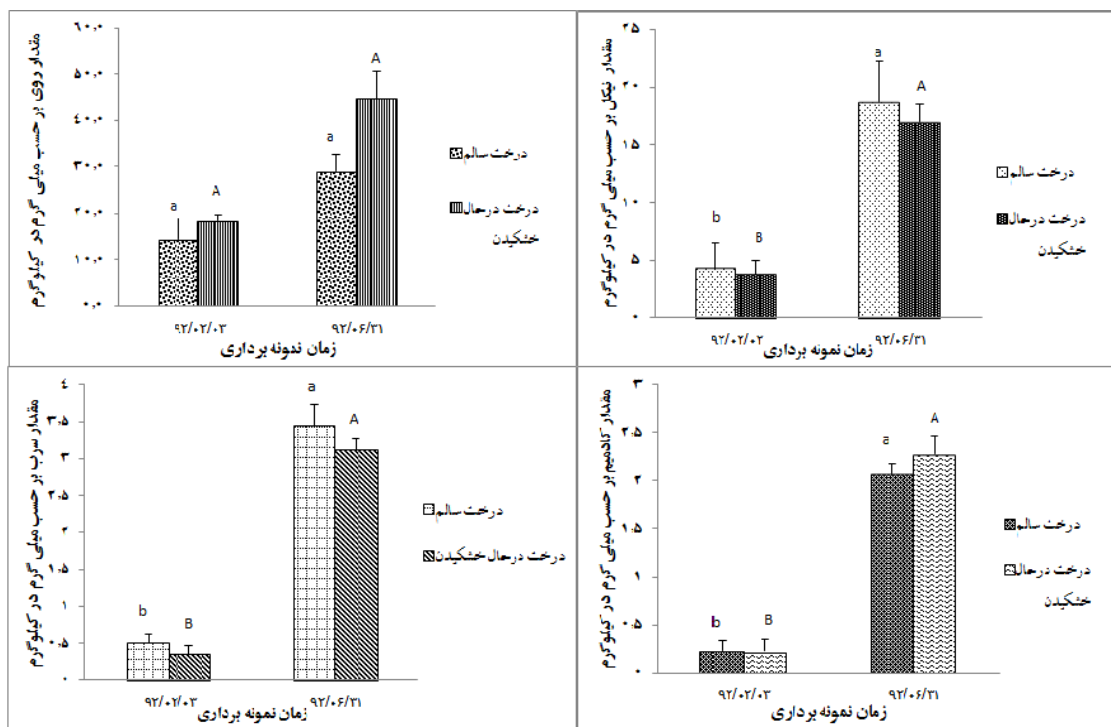 مقدار روی بر حسب میلی گرم در کیلوگرم
۶۰,۰
۵۰,۰
۴۰,۰
۳۰,۰
۲۰,۰
۱۰,۰
۰,۰
a
A
a
A
درخت سالم
درخت درحال
خشکیدن
۹۲/۰۲/۰۳
۹۲/۰۶/۳۱
زمان نمونه برداری
مقدار نیکل بر حسب میلی گرم در کیلوگرم
۲۵
۲۰
۱۵
۱۰
۵
۰
b
B
a
A
درخت سالم
درخت درحال
خشکیدن
۹۲/۰۲/۰۲
۹۲/۰۶/۳۱
زمان نمونه برداری
مقدار سرب بر حسب میلی گرم در کیلوگرم
۴
۳,۵
۳
۲,۵
۲
۱,۵
۱
۰,۵
۰
b
B
a
A
درخت سالم
درخت درحال خشکیدن
۹۲/۰۲/۰۳
۹۲/۰۶/۳۱
زمان نمونه برداری
مقدار کادمیم بر حسب میلی گرم در کیلوگرم
۳
۲,۵
۲
۱,۵
۱
۰,۵
۰
b
B
a
A
درخت سالم
درخت درحال
خشکیدن
۹۲/۰۲/۰۳
۹۲/۰۶/۳۱
زمان نمونه برداری